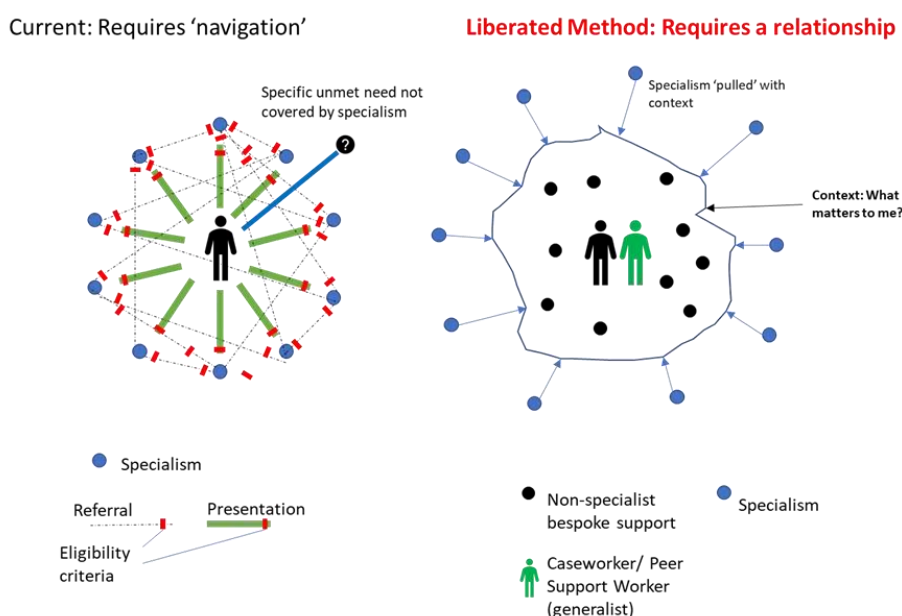 Current: Requires ‘navigation’
Liberated Method: Requires a relationship
Specific unmet need not
covered by specialism
?
Specialism ‘pulled’ with
context
Context: What
matters to me?
Specialism
Referral
Presentation
Eligibility
criteria
Non-specialist
bespoke support
Specialism
Caseworker/ Peer
Support Worker
(generalist)